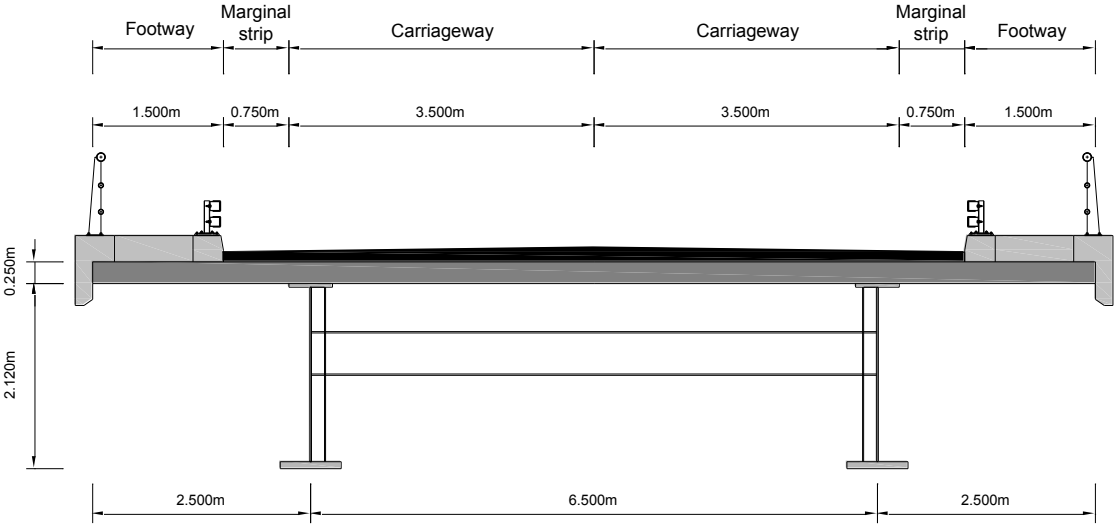 Footway
Marginal
strip
Carriageway
Carriageway
Marginal
strip
Footway
1.500m
0.750m
3.500m
3.500m
0.750m
1.500m
0.250m
2.120m
2.500m
6.500m
2.500m